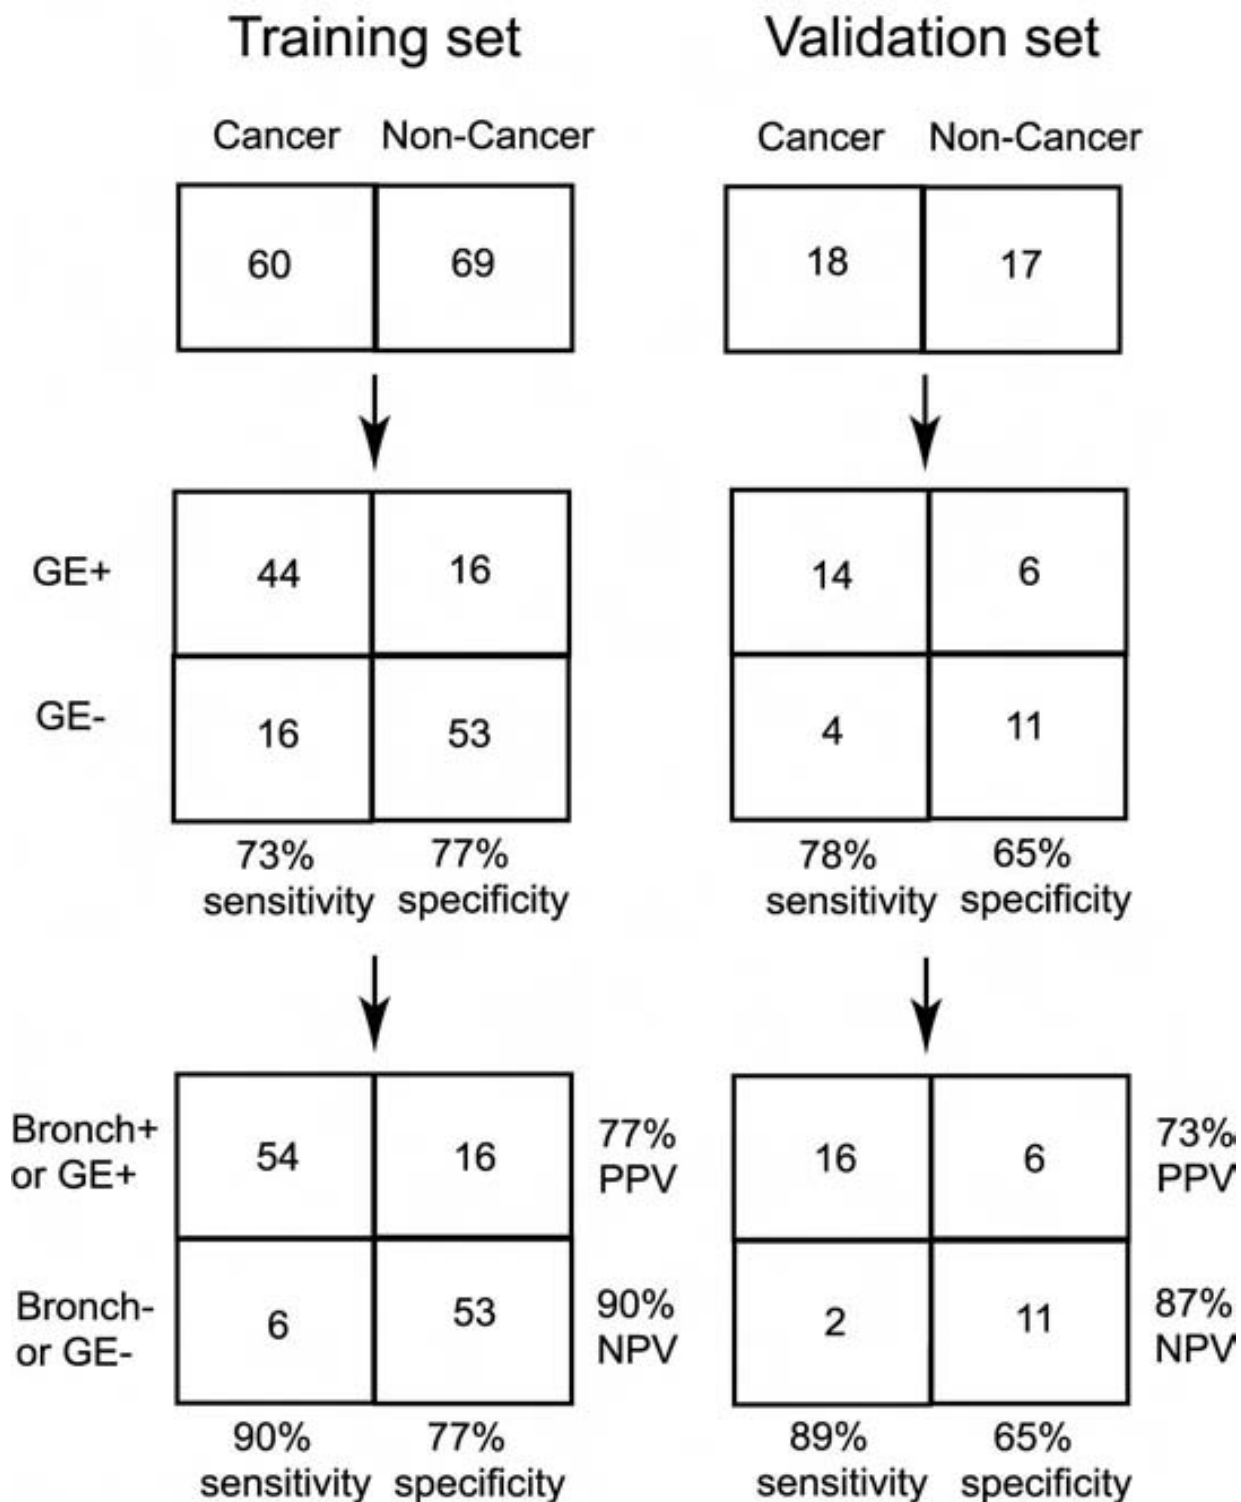 Training set
Validation set
Cancer Non-Cancer
Cancer Non-Cancer
60 69
18 17
GE+ 44 16
14 6
GE- 16 53
4 11
73% 77%
sensitivity specificity
78% 65%
sensitivity specificity
Bronch+
or GE+
54 16
77%
PPV
16 6
73%
PPV
Bronch-
or GE-
6 53
90%
NPV
2 11
87%
NPV
90% 77%
sensitivity specificity
89% 65%
sensitivity specificity